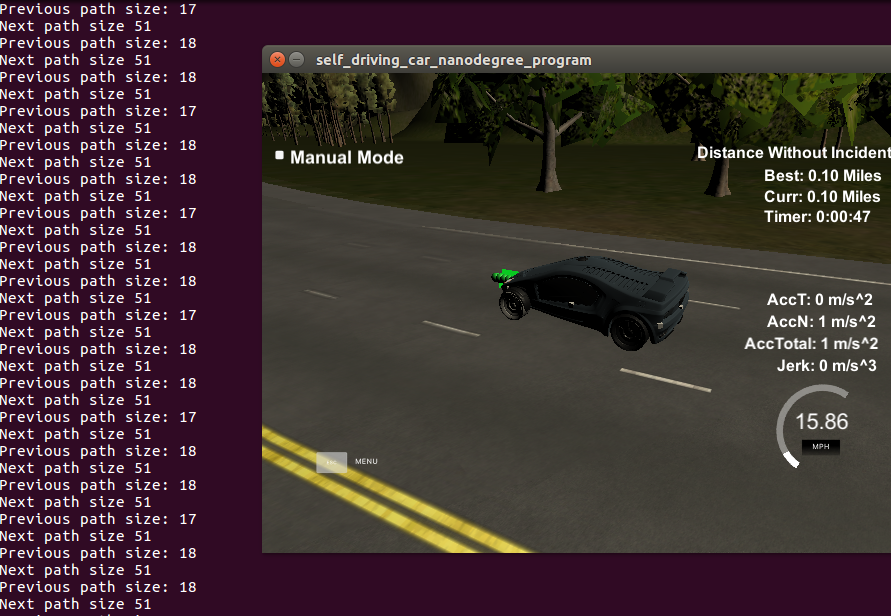 Previous path size: 17
Next path size 51
Previous path size: 18
Next path size 51
Previous path size: 18
Next path size 51
Previous path size: 17
Next path size 51
Previous path size: 18
Next path size 51
Previous path size: 18
Next path size 51
Previous path size: 17
Next path size 51
Previous path size: 18
Next path size 51
Previous path size: 18
Next path size 51
Previous path size: 17
Next path size 51
Previous path size: 18
Next path size 51
Previous path size: 18
Next path size 51
Previous path size: 17
Next path size 51
Previous path size: 18
Next path size 51
Previous path size: 18
Next path size 51
Previous path size: 17
Next path size 51
Previous path size: 18
Next path size 51
Previous path size: 18
Next path size 51
self_driving_car_nanodegree_program
Manual Mode
Distance Without Incident
Best: 0.10 Miles
Curr: 0.10 Miles
Timer: 0:00:47
AccT: 0 m/s^2
AccN: 1 m/s^2
AccTotal: 1 m/s^2
Jerk: 0 m/s^3
15.86
MPH
MENU